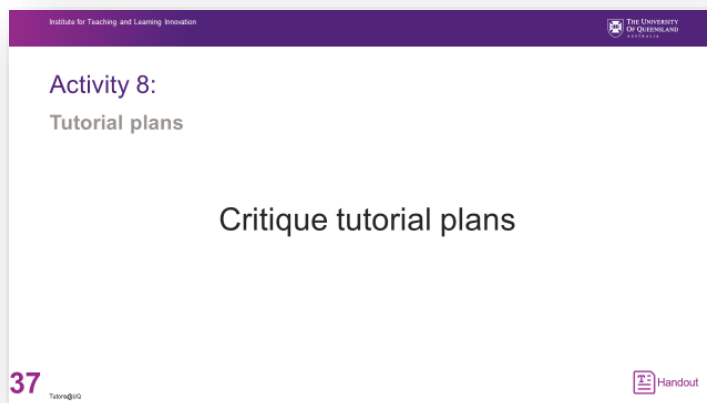 Institute for Teaching and Learning Innovation
THE UNIVERSITY
OF QUEENSLAND
AUSTRALIA
Activity 8:
Tutorial plans
Critique tutorial plans
37
Tutors@UQ
Handout